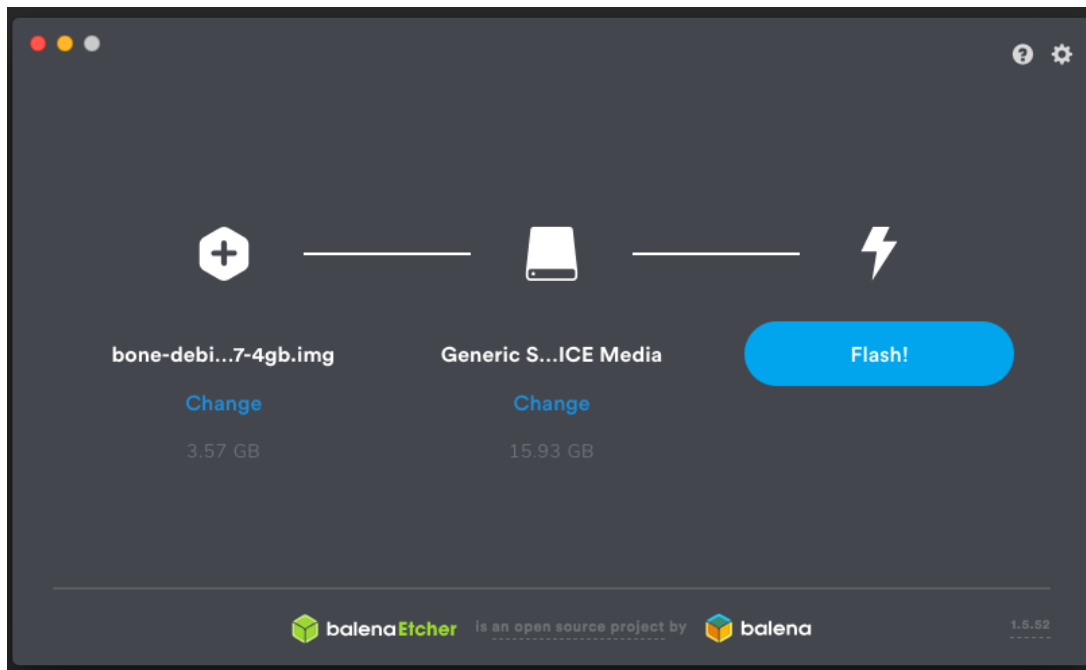 bone-debi...7-4gb.img
Generic S...ICE Media
Flash!
Change
Change
3.57 GB
15.93 GB
balenaEtcher is an open source project by balena
1.5.52